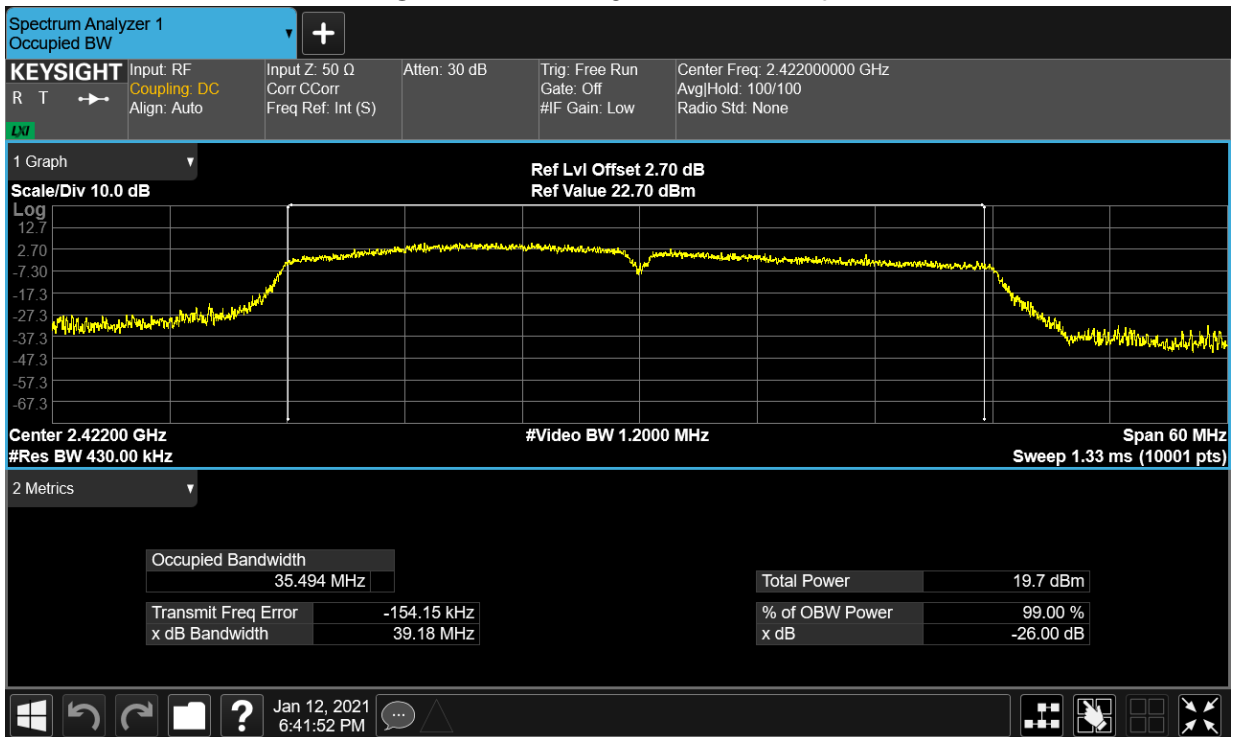 Spectrum Analyzer 1
Occupied BW
+
KEYSIGHT
R T
LXI
Input: RF
Coupling: DC
Align: Auto
Input Z: 50 Ω
Corr CCorr
Freq Ref: Int (S)
Atten: 30 dB
Trig: Free Run
Gate: Off
#IF Gain: Low
Center Freq: 2.422000000 GHz
Avg|Hold: 100/100
Radio Std: None
1 Graph
Ref Lvl Offset 2.70 dB
Scale/Div 10.0 dB
Ref Value 22.70 dBm
Log
12.7
2.70
-7.30
-17.3
-27.3
-37.3
-47.3
-57.3
-67.3
Center 2.42200 GHz
#Video BW 1.2000 MHz
Span 60 MHz
#Res BW 430.00 kHz
Sweep 1.33 ms (10001 pts)
2 Metrics
Occupied Bandwidth
35.494 MHz
Total Power 19.7 dBm
Transmit Freq Error -154.15 kHz
% of OBW Power 99.00 %
x dB Bandwidth 39.18 MHz
x dB -26.00 dB
?
Jan 12, 2021
6:41:52 PM